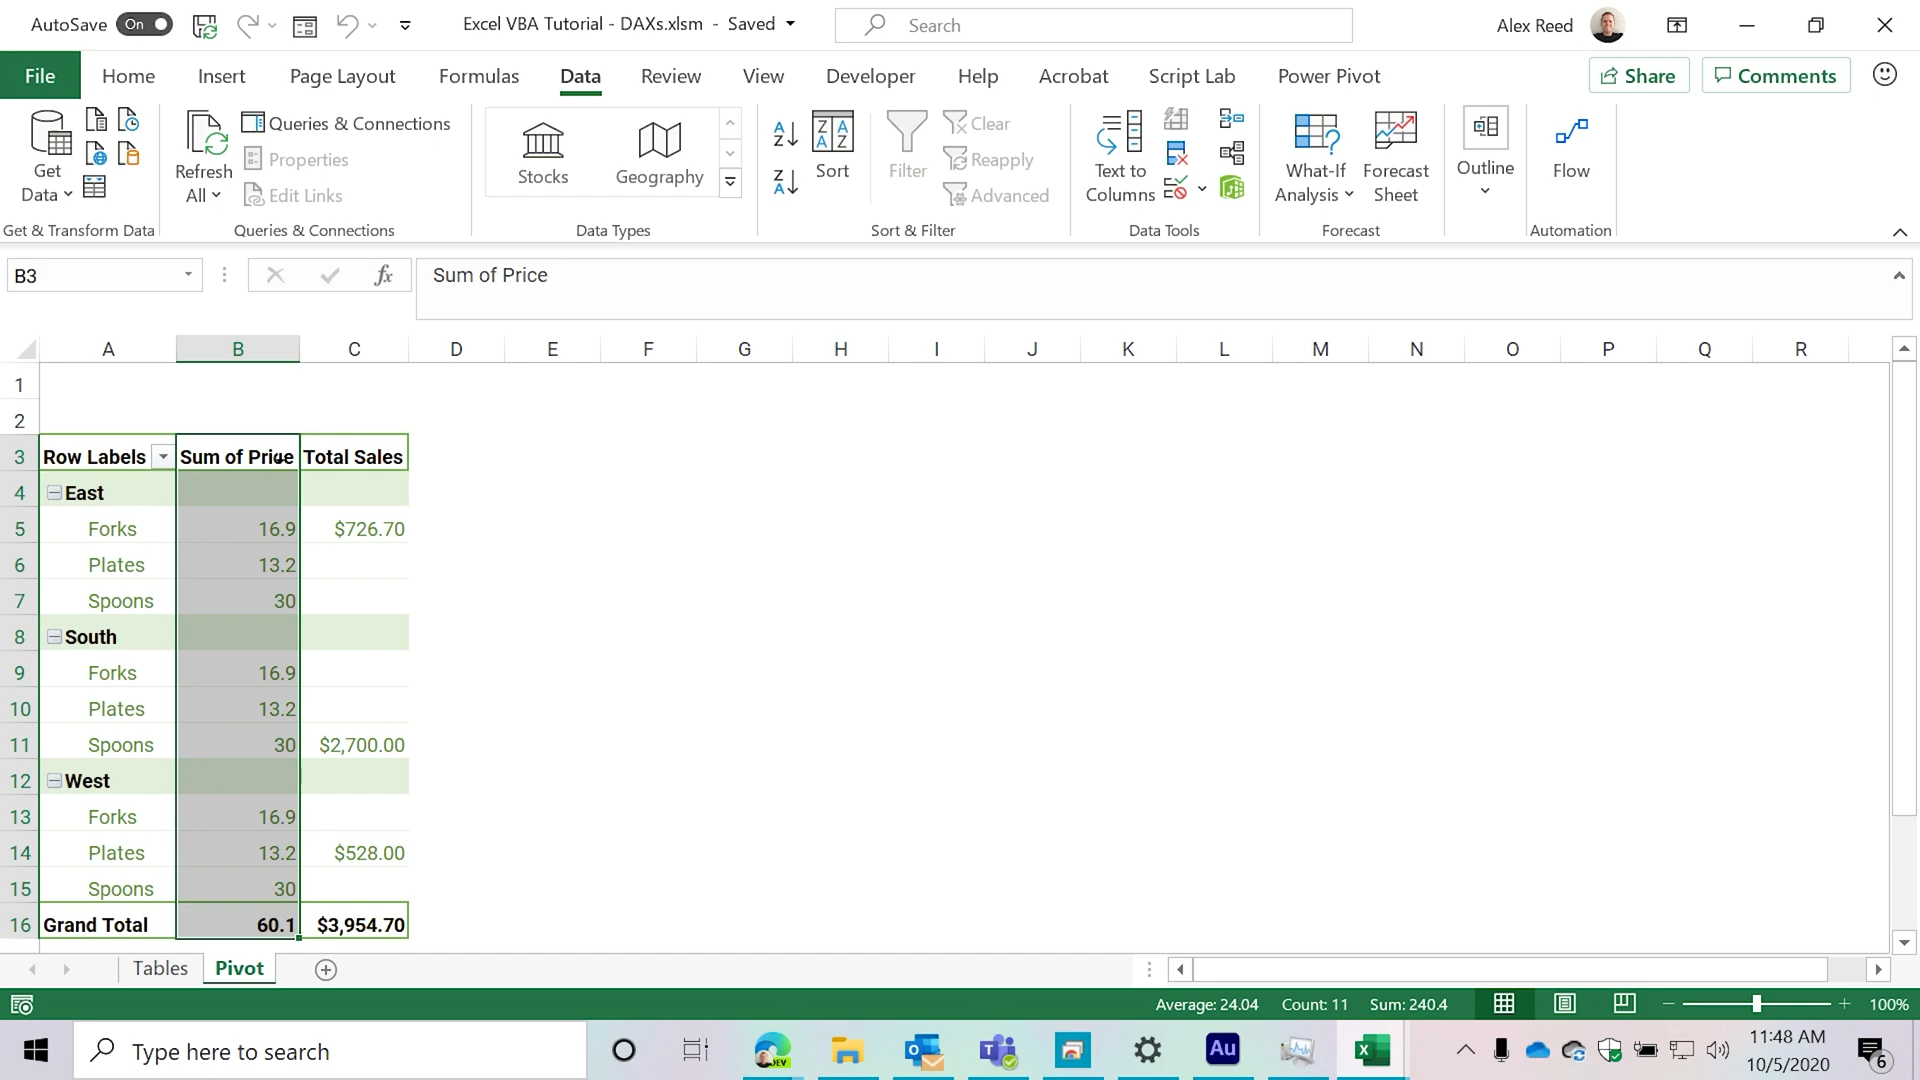 AutoSave On Excel VBA Tutorial - DAXs.xlsm - Saved Search Alex Reed
File Home Insert Page Layout Formulas Data Review View Developer Help Acrobat Script Lab Power Pivot Share Comments
Get Data
Refresh All
Queries & Connections
Properties
Edit Links
Stocks
Geography
Sort
Filter
Clear
Reapply
Advanced
Text to Columns
What-If Analysis
Forecast Sheet
Outline
Flow
Get & Transform Data Queries & Connections Data Types Sort & Filter Data Tools Forecast Automation
B3 fx Sum of Price
A B C D E F G H I J K L M N O P Q R
1
2
3 Row Labels Sum of Price Total Sales
4 East
5 Forks 16.9 $726.70
6 Plates 13.2
7 Spoons 30
8 South
9 Forks 16.9
10 Plates 13.2
11 Spoons 30 $2,700.00
12 West
13 Forks 16.9
14 Plates 13.2 $528.00
15 Spoons 30
16 Grand Total 60.1 $3,954.70
Tables Pivot
Average: 24.04 Count: 11 Sum: 240.4 100%
Type here to search
DEV
Au
11:48 AM
10/5/2020
6